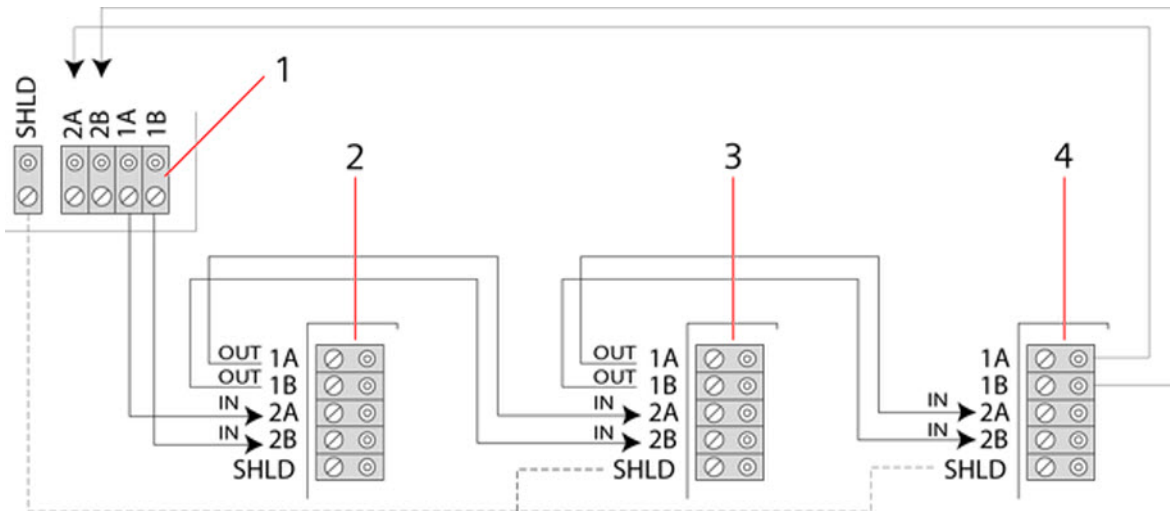 1
SHLD
2A
2B
1A
1B
2
3
4
OUT 1A
OUT 1B
IN 2A
IN 2B
SHLD
OUT 1A
OUT 1B
IN 2A
IN 2B
SHLD
1A
1B
IN 2A
IN 2B
SHLD